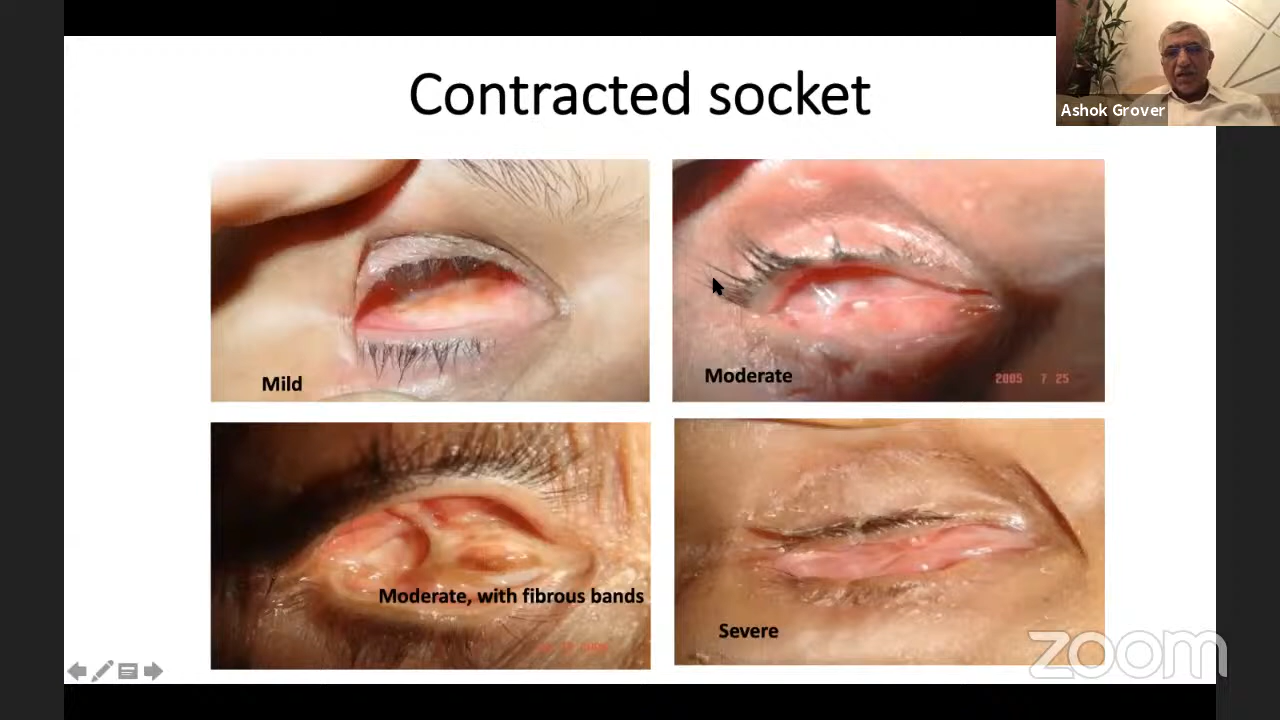 Contracted socket
Ashok Grover
Mild
Moderate
2005 7 25
Moderate, with fibrous bands
Severe
zoom